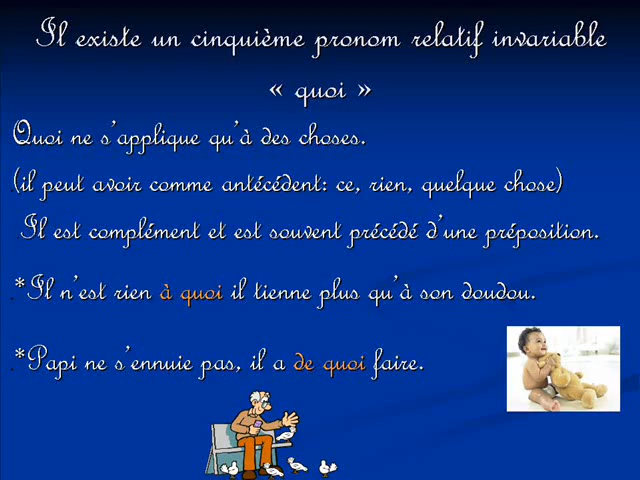 Il existe un cinquième pronom relatif invariable
« quoi »
Quoi ne s'applique qu'à des choses.
(il peut avoir comme antécédent: ce, rien, quelque chose)
Il est complément et est souvent précédé d'une préposition.
*Il n'est rien à quoi il tienne plus qu'à son doudou.
*Papi ne s'ennuie pas, il a de quoi faire.